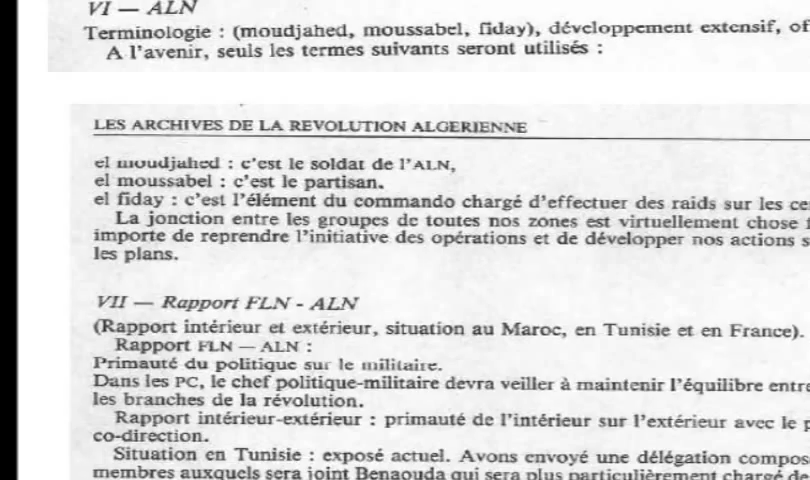 VI — ALN
Terminologie : (moudjahed, moussabel, fiday), développement extensif, of
A l'avenir, seuls les termes suivants seront utilisés :
LES ARCHIVES DE LA REVOLUTION ALGERIENNE
el moudjahed : c'est le soldat de l'ALN,
el moussabel : c'est le partisan.
el fiday : c'est l'élément du commando chargé d'effectuer des raids sur les ce
La jonction entre les groupes de toutes nos zones est virtuellement chose f
importe de reprendre l'initiative des opérations et de développer nos actions s
les plans.
VII — Rapport FLN - ALN
(Rapport intérieur et extérieur, situation au Maroc, en Tunisie et en France).
Rapport FLN — ALN :
Primauté du politique sur le militaire.
Dans les PC, le chef politique-militaire devra veiller à maintenir l'équilibre entre
les branches de la révolution.
Rapport intérieur-extérieur : primauté de l'intérieur sur l'extérieur avec le p
co-direction.
Situation en Tunisie : exposé actuel. Avons envoyé une délégation compos
membres auxquels sera joint Benaouda qui sera plus particulièrement chargé de